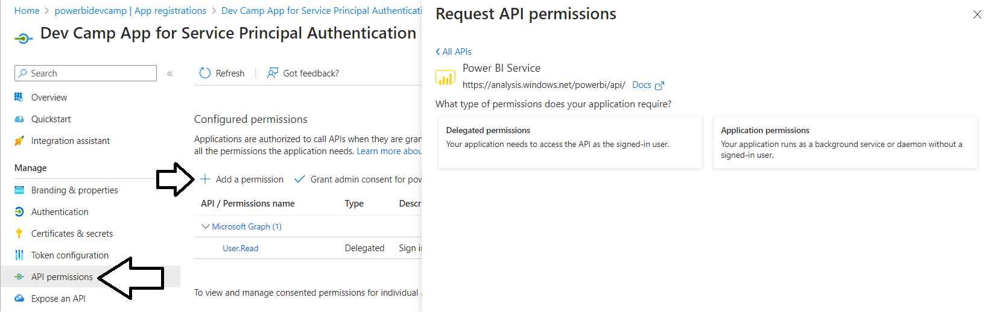 Home > powerbidevcamp | App registrations > Dev Camp App for Service Principal Authenticati
Dev Camp App for Service Principal Authentication
Search
«
Overview
Quickstart
Integration assistant
Manage
Branding & properties
Authentication
Certificates & secrets
Token configuration
API permissions
Expose an API
Refresh
Got feedback?
Configured permissions
Applications are authorized to call APIs when they are gran
all the permissions the application needs. Learn more abou
Add a permission
Grant admin consent for pow
API / Permissions name Type Descr
Microsoft Graph (1)
User.Read Delegated Sign i
To view and manage consented permissions for individual a
Request API permissions
All APIs
Power BI Service
https://analysis.windows.net/powerbi/api/ Docs
What type of permissions does your application require?
Delegated permissions
Your application needs to access the API as the signed-in user.
Application permissions
Your application runs as a background service or daemon without a
signed-in user.